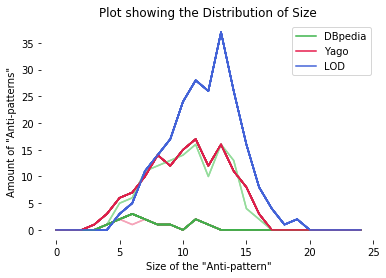 Plot showing the Distribution of Size
DBpedia
Yago
LOD
Amount of "Anti-patterns"
35
30
25
20
15
10
5
0
0 5 10 15 20 25
Size of the "Anti-pattern"